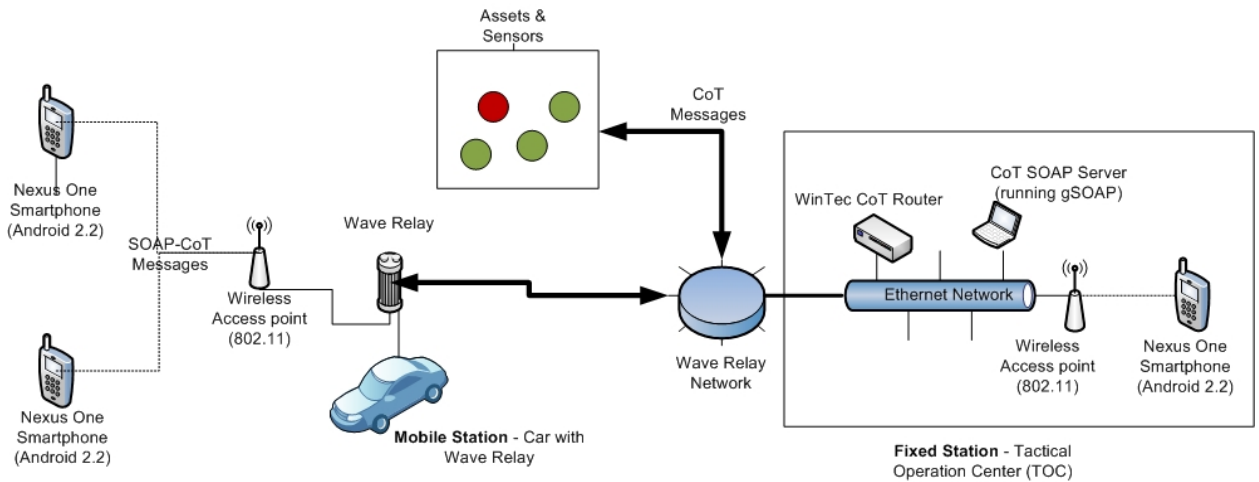 Assets &
Sensors
CoT
Messages
Nexus One
Smartphone
(Android 2.2)
SOAP-CoT
Messages
Wave Relay
Wireless
Access point
(802.11)
Nexus One
Smartphone
(Android 2.2)
Mobile Station - Car with
Wave Relay
Wave Relay
Network
WinTec CoT Router
CoT SOAP Server
(running gSOAP)
Ethernet Network
Wireless
Access point
(802.11)
Nexus One
Smartphone
(Android 2.2)
Fixed Station - Tactical
Operation Center (TOC)